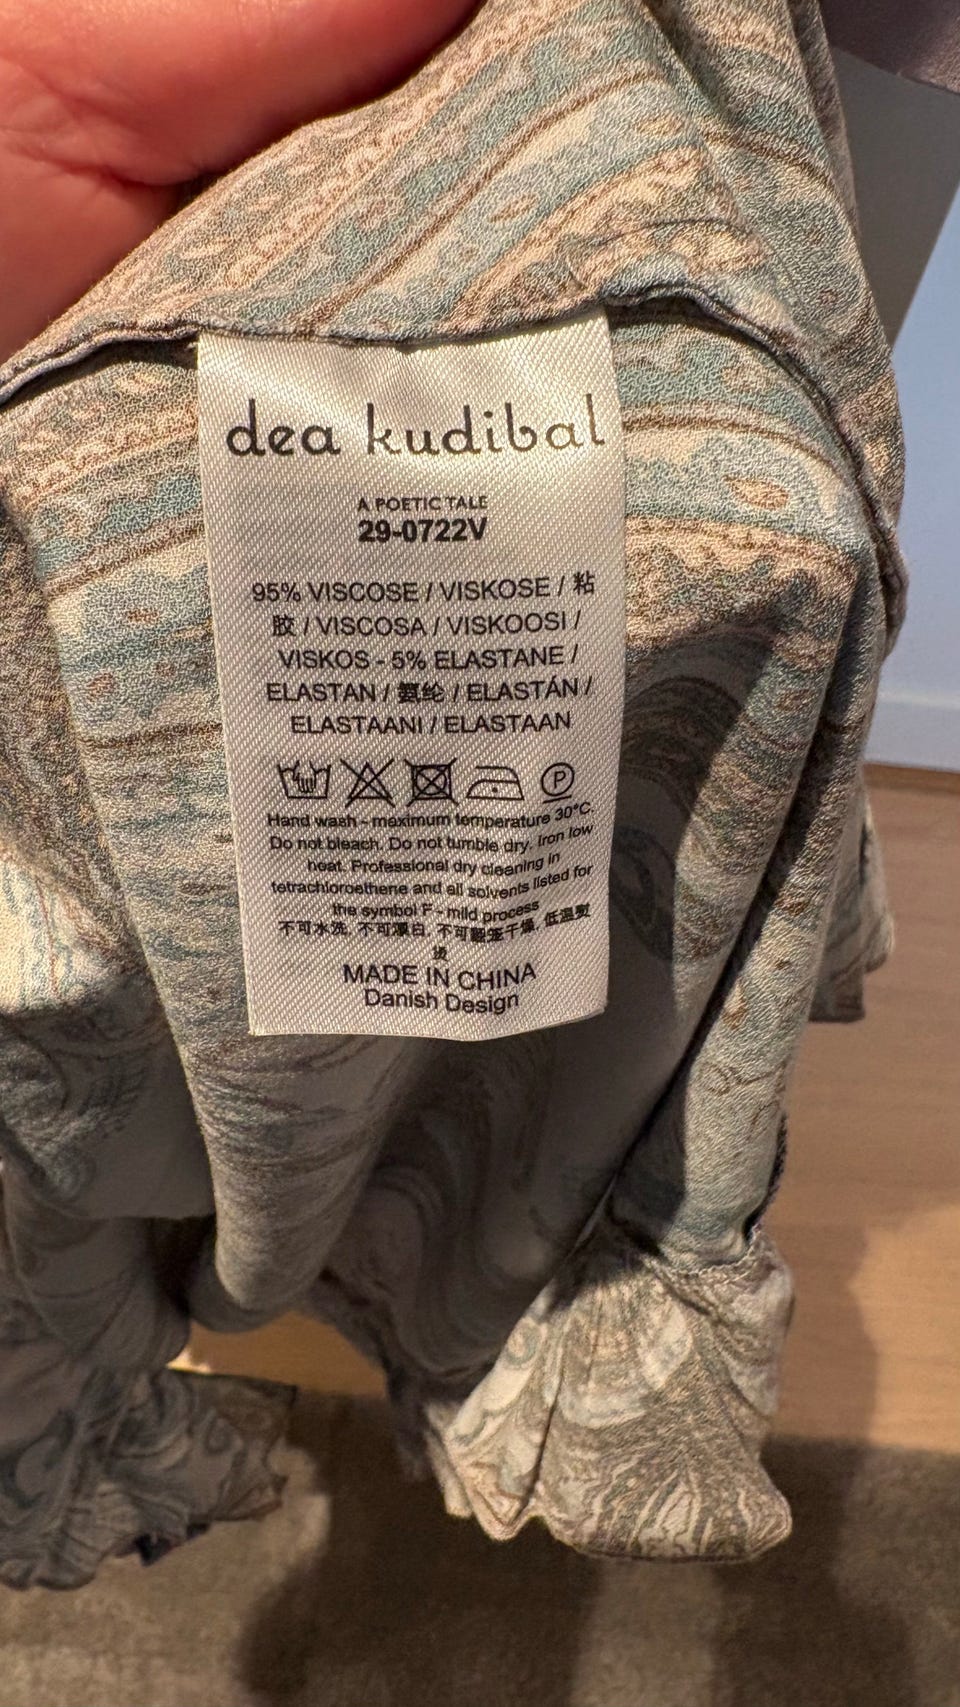 dea kudibal
A POETIC TALE
29-0722V
95% VISCOSE / VISKOSE / 粘
胶 / VISCOSA / VISKOOSI /
VISKOS - 5% ELASTANE /
ELASTAN / 氨纶 / ELASTÁN /
ELASTAANI / ELASTAAN
P
Hand wash - maximum temperature 30°C.
Do not bleach. Do not tumble dry. Iron low
heat. Professional dry cleaning in
tetrachloroethene and all solvents listed for
the symbol F - mild process
不可水洗, 不可漂白, 不可翻笼干燥, 低温熨
烫
MADE IN CHINA
Danish Design